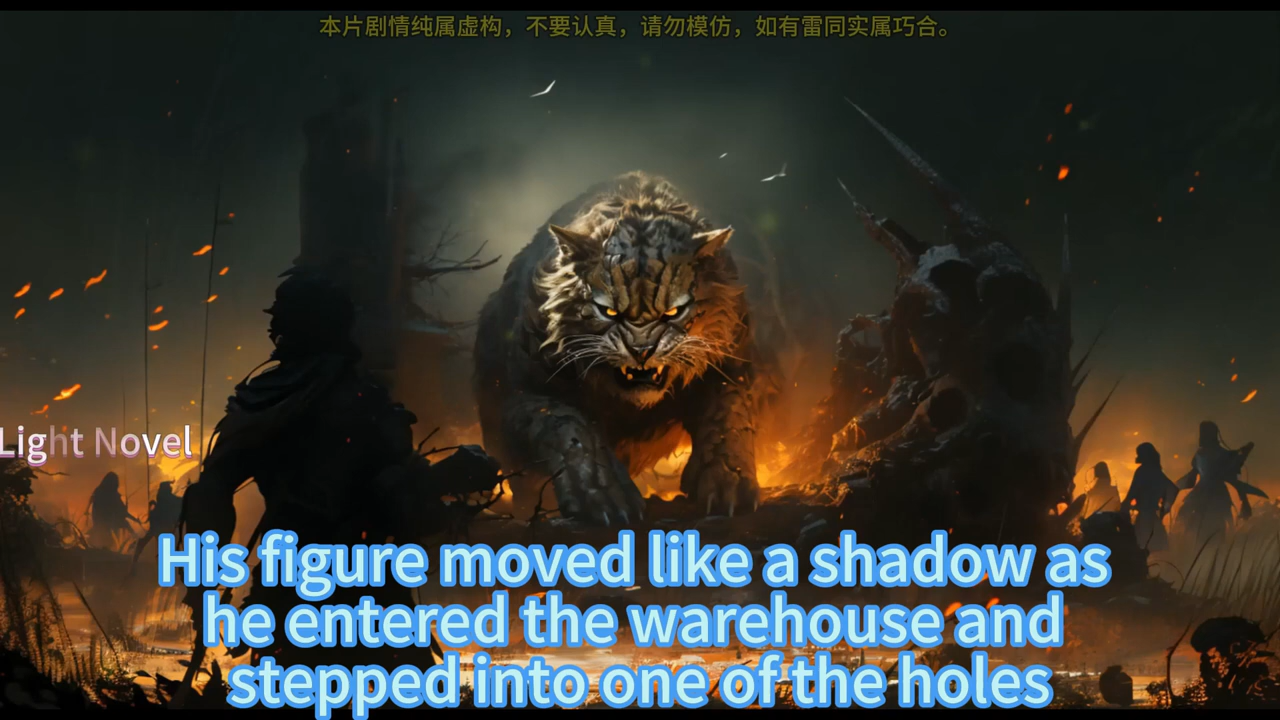 本片剧情纯属虚构，不要认真，请勿模仿，如有雷同实属巧合。
Light Novel
His figure moved like a shadow as
he entered the warehouse and
stepped into one of the holes